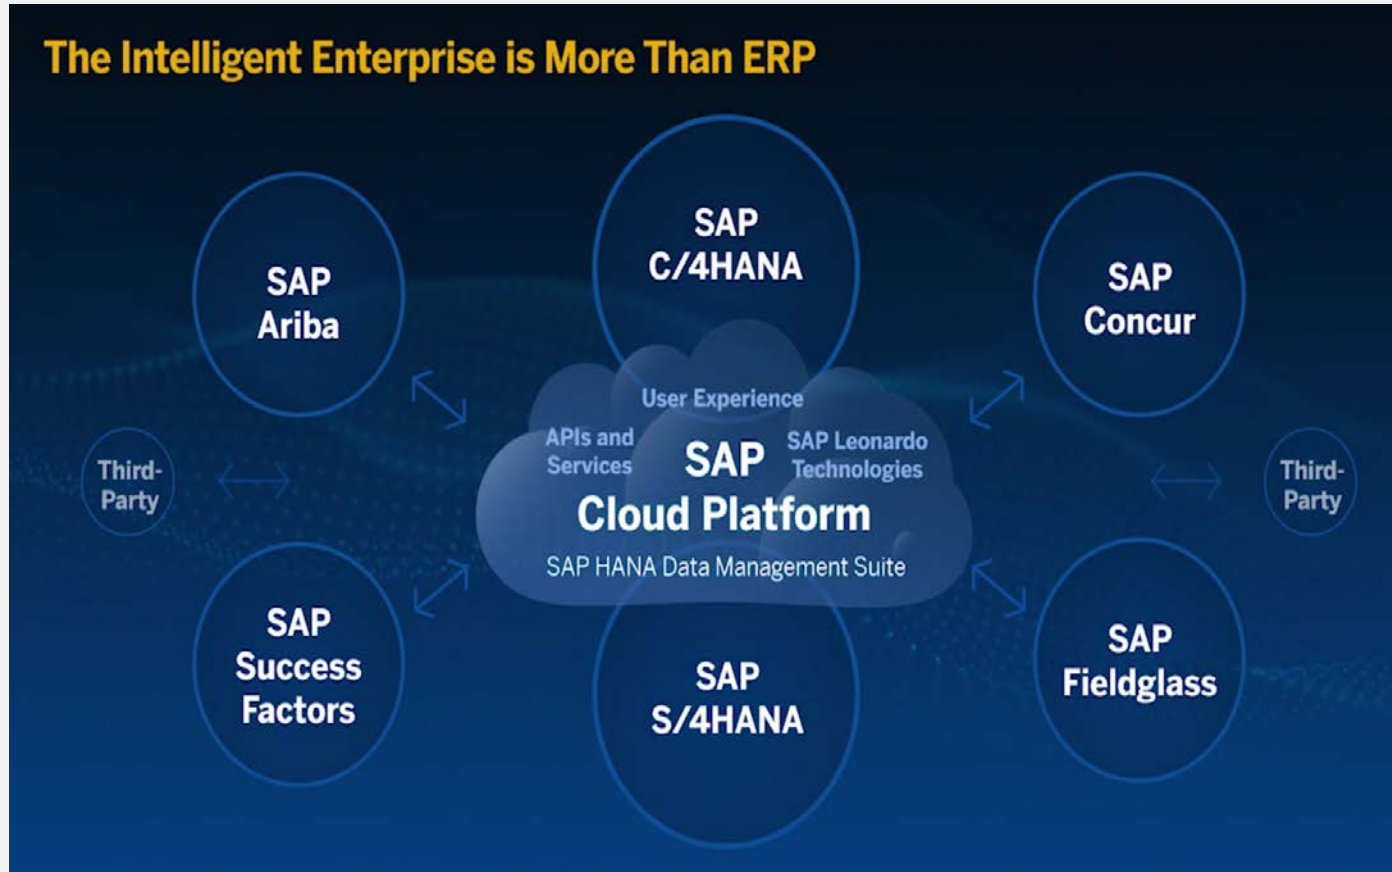 The Intelligent Enterprise is More Than ERP
SAP
C/4HANA
SAP
Ariba
SAP
Concur
User Experience
APIs and
Services
SAP Leonardo
Technologies
SAP
Cloud Platform
SAP HANA Data Management Suite
Third-
Party
Third-
Party
SAP
Success
Factors
SAP
S/4HANA
SAP
Fieldglass